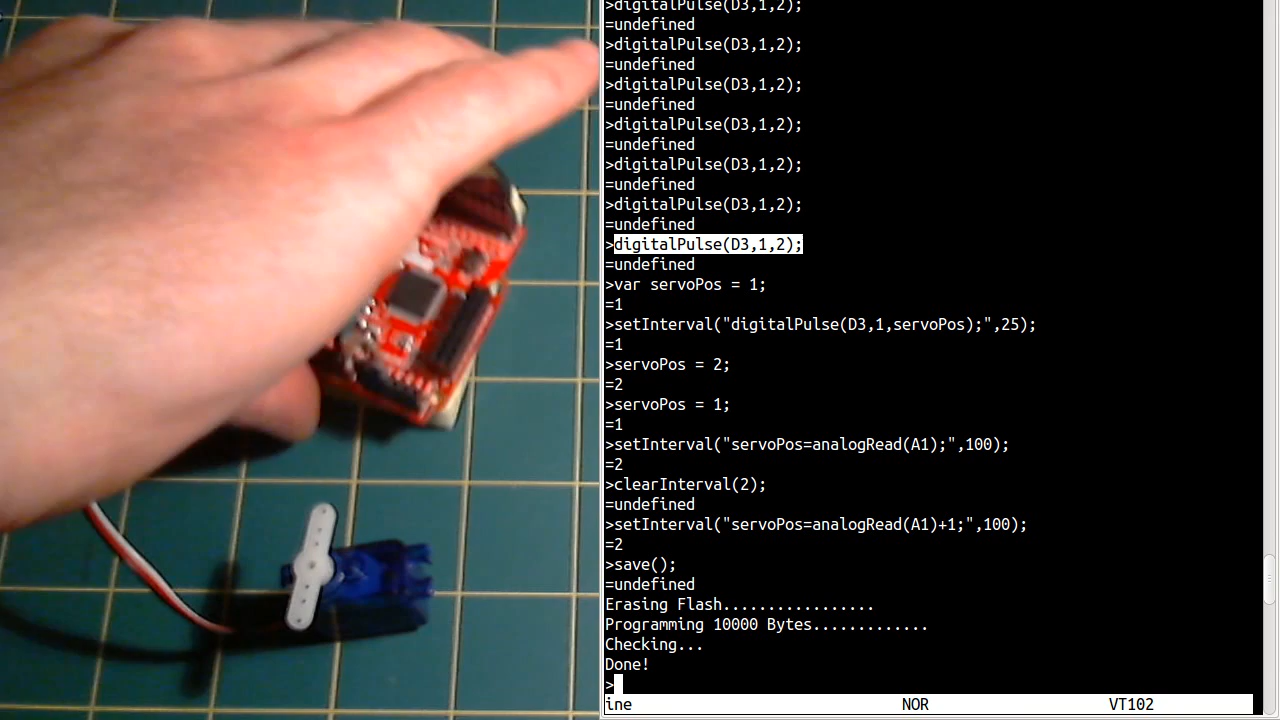 >digitalPulse(D3,1,2);
=undefined
>digitalPulse(D3,1,2);
=undefined
>digitalPulse(D3,1,2);
=undefined
>digitalPulse(D3,1,2);
=undefined
>digitalPulse(D3,1,2);
=undefined
>digitalPulse(D3,1,2);
=undefined
>digitalPulse(D3,1,2);
=undefined
>var servoPos = 1;
=1
>setInterval("digitalPulse(D3,1,servoPos);",25);
=1
>servoPos = 2;
=2
>servoPos = 1;
=1
>setInterval("servoPos=analogRead(A1);",100);
=2
>clearInterval(2);
=undefined
>setInterval("servoPos=analogRead(A1)+1;",100);
=2
>save();
=undefined
Erasing Flash.................
Programming 10000 Bytes.............
Checking...
Done!
>
ine NOR VT102